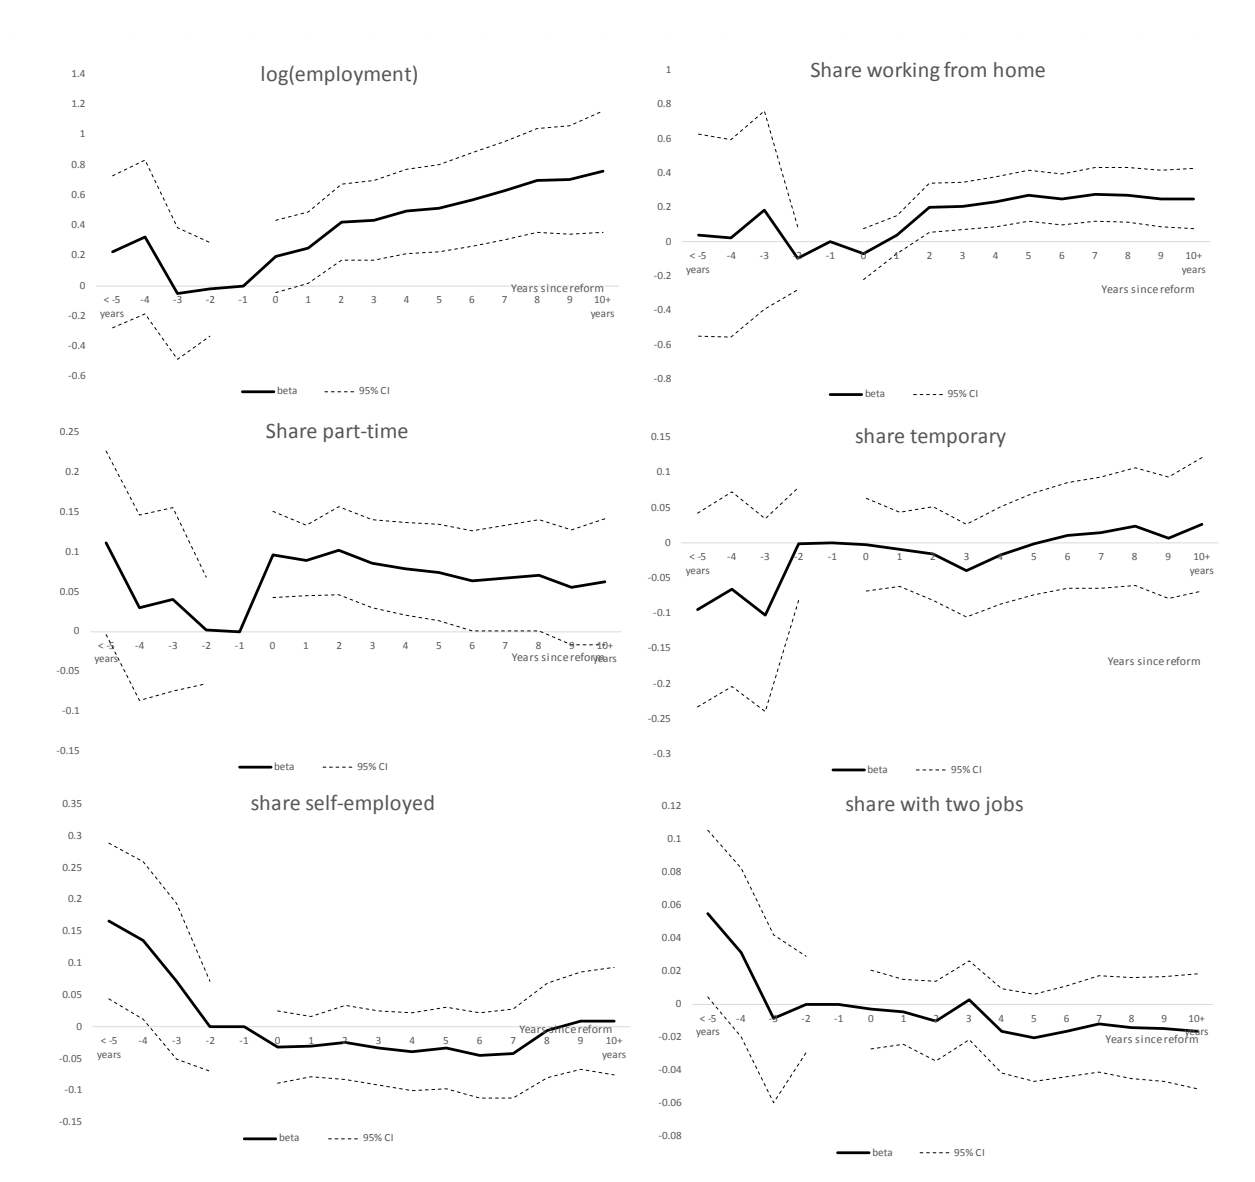 log(employment)
1.4
1.2
1
0.8
0.6
0.4
0.2
0
-0.2
-0.4
-0.6
< -5 years -4 -3 -2 -1 0 1 2 3 4 5 6 7 8 9 10+ years
Years since reform
beta 95% CI
Share working from home
1
0.8
0.6
0.4
0.2
0
-0.2
-0.4
-0.6
-0.8
< -5 years -4 -3 -2 -1 0 1 2 3 4 5 6 7 8 9 10+ years
Years since reform
beta 95% CI
Share part-time
0.25
0.2
0.15
0.1
0.05
0
-0.05
-0.1
-0.15
< -5 years -4 -3 -2 -1 0 1 2 3 4 5 6 7 8 9 10+ years
Years since reform
beta 95% CI
share temporary
0.15
0.1
0.05
0
-0.05
-0.1
-0.15
-0.2
-0.25
-0.3
< -5 years -4 -3 -2 -1 0 1 2 3 4 5 6 7 8 9 10+ years
Years since reform
beta 95% CI
share self-employed
0.35
0.3
0.25
0.2
0.15
0.1
0.05
0
-0.05
-0.1
-0.15
< -5 years -4 -3 -2 -1 0 1 2 3 4 5 6 7 8 9 10+ years
Years since reform
beta 95% CI
share with two jobs
0.12
0.1
0.08
0.06
0.04
0.02
0
-0.02
-0.04
-0.06
-0.08
< -5 years -4 -3 -2 -1 0 1 2 3 4 5 6 7 8 9 10+ years
Years since reform
beta 95% CI